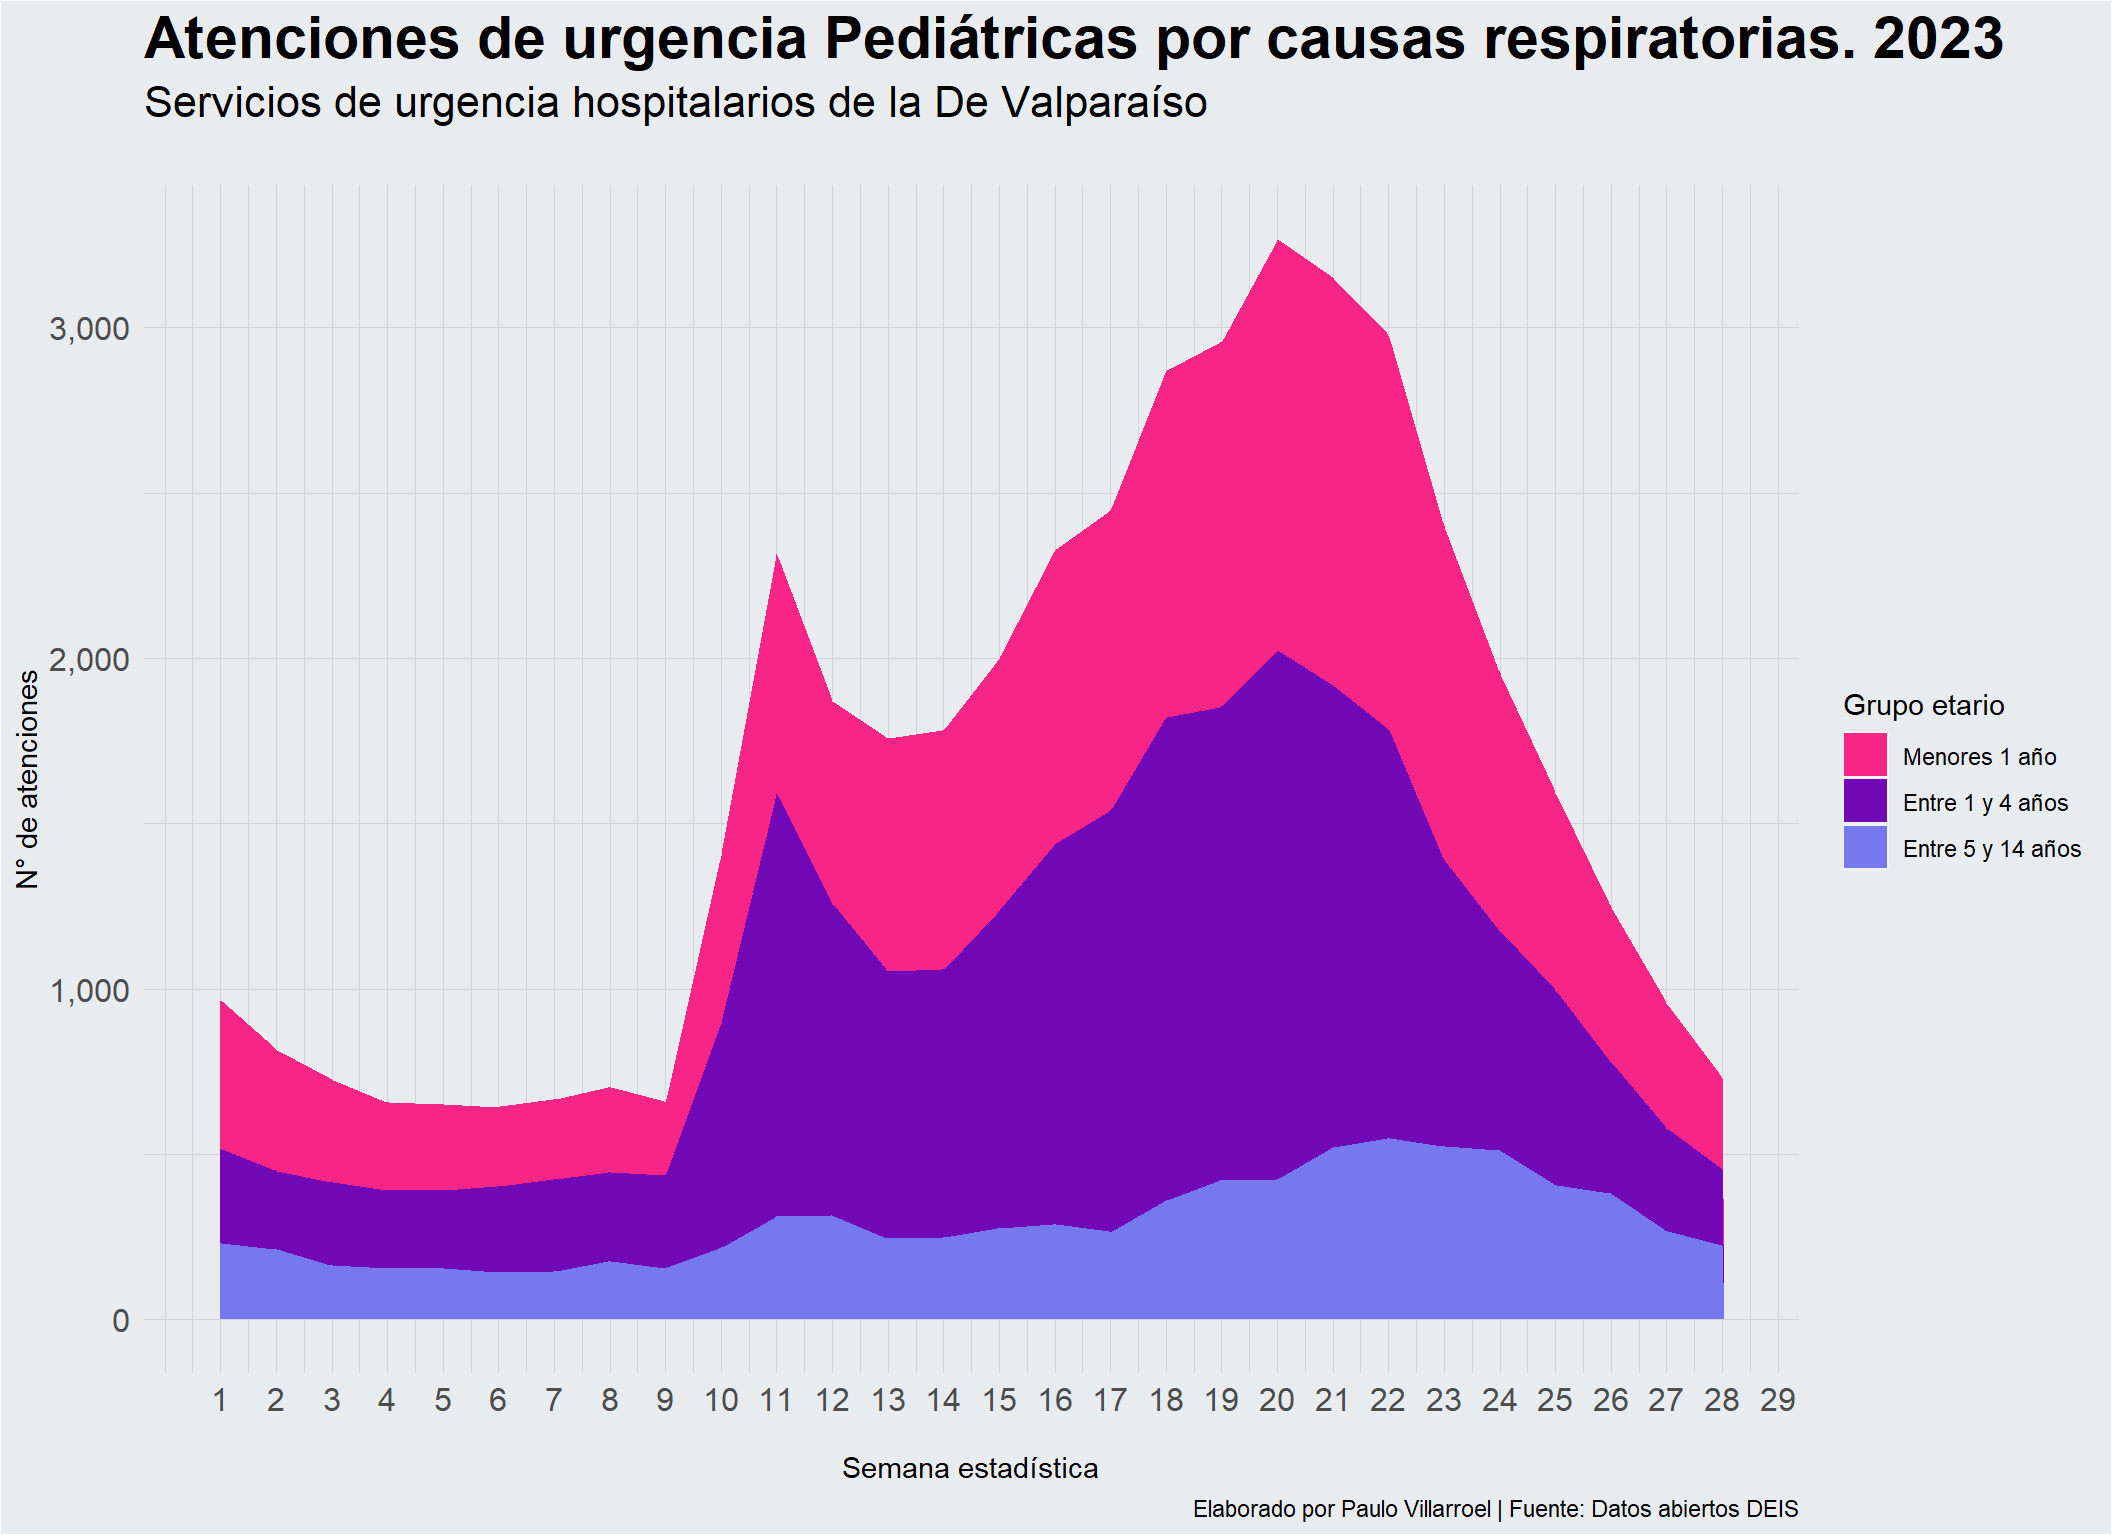 Atenciones de urgencia Pediátricas por causas respiratorias. 2023
Servicios de urgencia hospitalarios de la De Valparaíso
N° de atenciones
3,000
2,000
1,000
0
1 2 3 4 5 6 7 8 9 10 11 12 13 14 15 16 17 18 19 20 21 22 23 24 25 26 27 28 29
Semana estadística
Grupo etario
Menores 1 año
Entre 1 y 4 años
Entre 5 y 14 años
Elaborado por Paulo Villarroel | Fuente: Datos abiertos DEIS